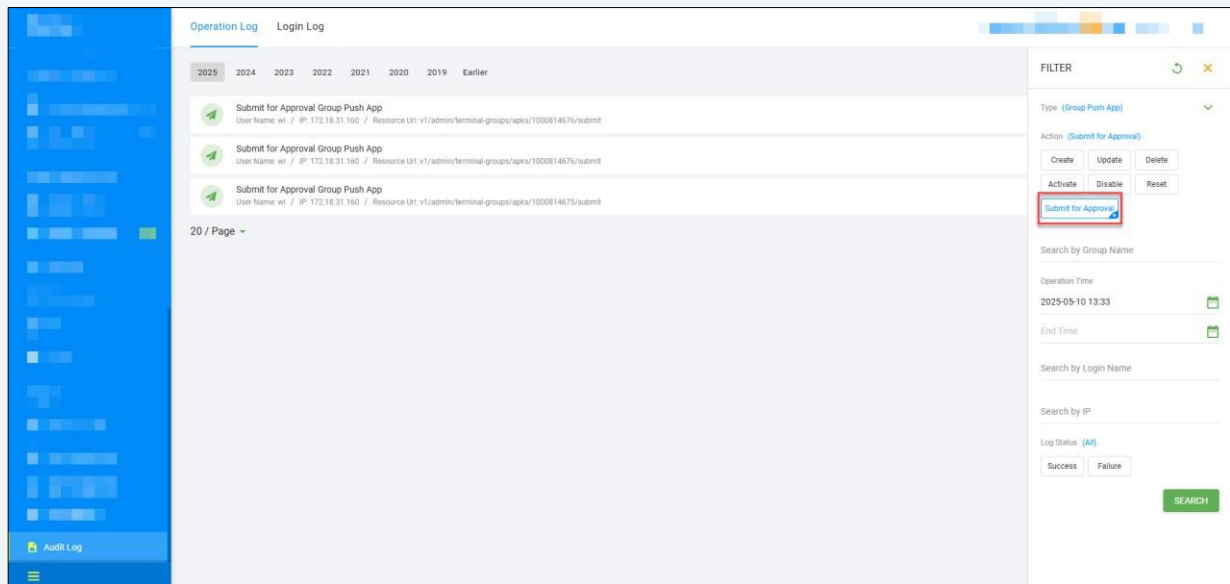 Operation Log Login Log
2025 2024 2023 2022 2021 2020 2019 Earlier
Submit for Approval Group Push App
User Name: wl / IP: 172.18.31.160 / Resource Url: v1/admin/terminal-groups/apks/1000814676/submit
Submit for Approval Group Push App
User Name: wl / IP: 172.18.31.160 / Resource Url: v1/admin/terminal-groups/apks/1000814676/submit
Submit for Approval Group Push App
User Name: wl / IP: 172.18.31.160 / Resource Url: v1/admin/terminal-groups/apks/1000814675/submit
20 / Page
FILTER
Type (Group Push App)
Action (Submit for Approval)
Create Update Delete
Activate Disable Reset
Submit for Approval
Search by Group Name
Operation Time
2025-05-10 13:33
End Time
Search by Login Name
Search by IP
Log Status (All)
Success Failure
SEARCH
Audit Log